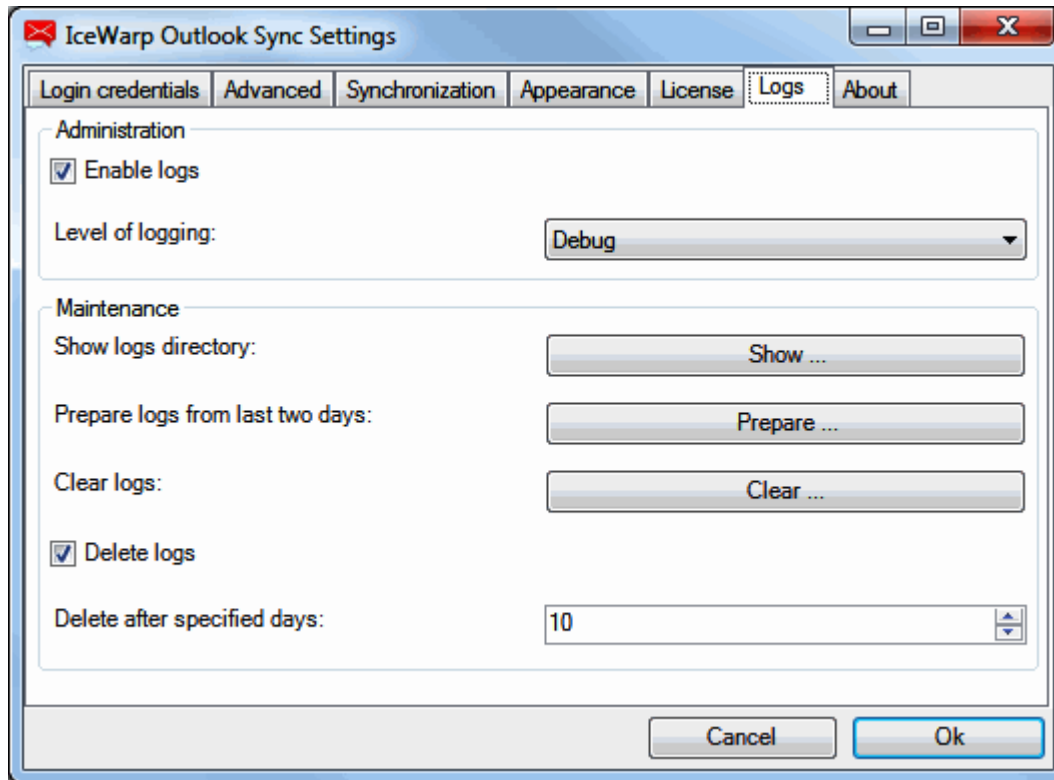 IceWarp Outlook Sync Settings
Login credentials Advanced Synchronization Appearance License Logs About
Administration
Enable logs
Level of logging: Debug
Maintenance
Show logs directory: Show ...
Prepare logs from last two days: Prepare ...
Clear logs: Clear ...
Delete logs
Delete after specified days: 10
Cancel Ok